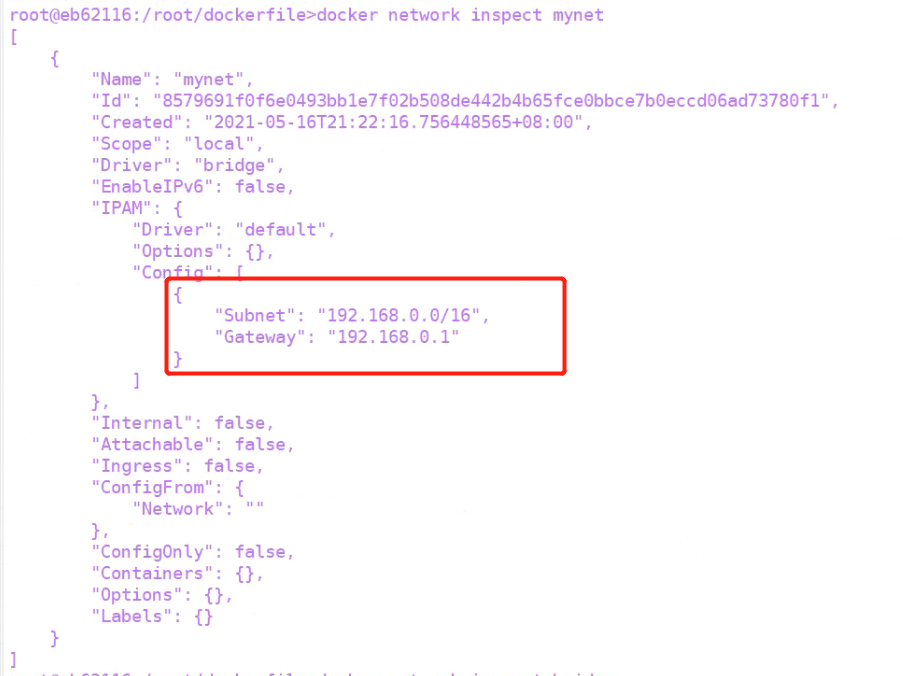 root@eb62116:/root/dockerfile>docker network inspect mynet
[
    {
        "Name": "mynet",
        "Id": "8579691f0f6e0493bb1e7f02b508de442b4b65fce0bbce7b0eccd06ad73780f1",
        "Created": "2021-05-16T21:22:16.756448565+08:00",
        "Scope": "local",
        "Driver": "bridge",
        "EnableIPv6": false,
        "IPAM": {
            "Driver": "default",
            "Options": {},
            "Config": [
                {
                    "Subnet": "192.168.0.0/16",
                    "Gateway": "192.168.0.1"
                }
            ]
        },
        "Internal": false,
        "Attachable": false,
        "Ingress": false,
        "ConfigFrom": {
            "Network": ""
        },
        "ConfigOnly": false,
        "Containers": {},
        "Options": {},
        "Labels": {}
    }
]